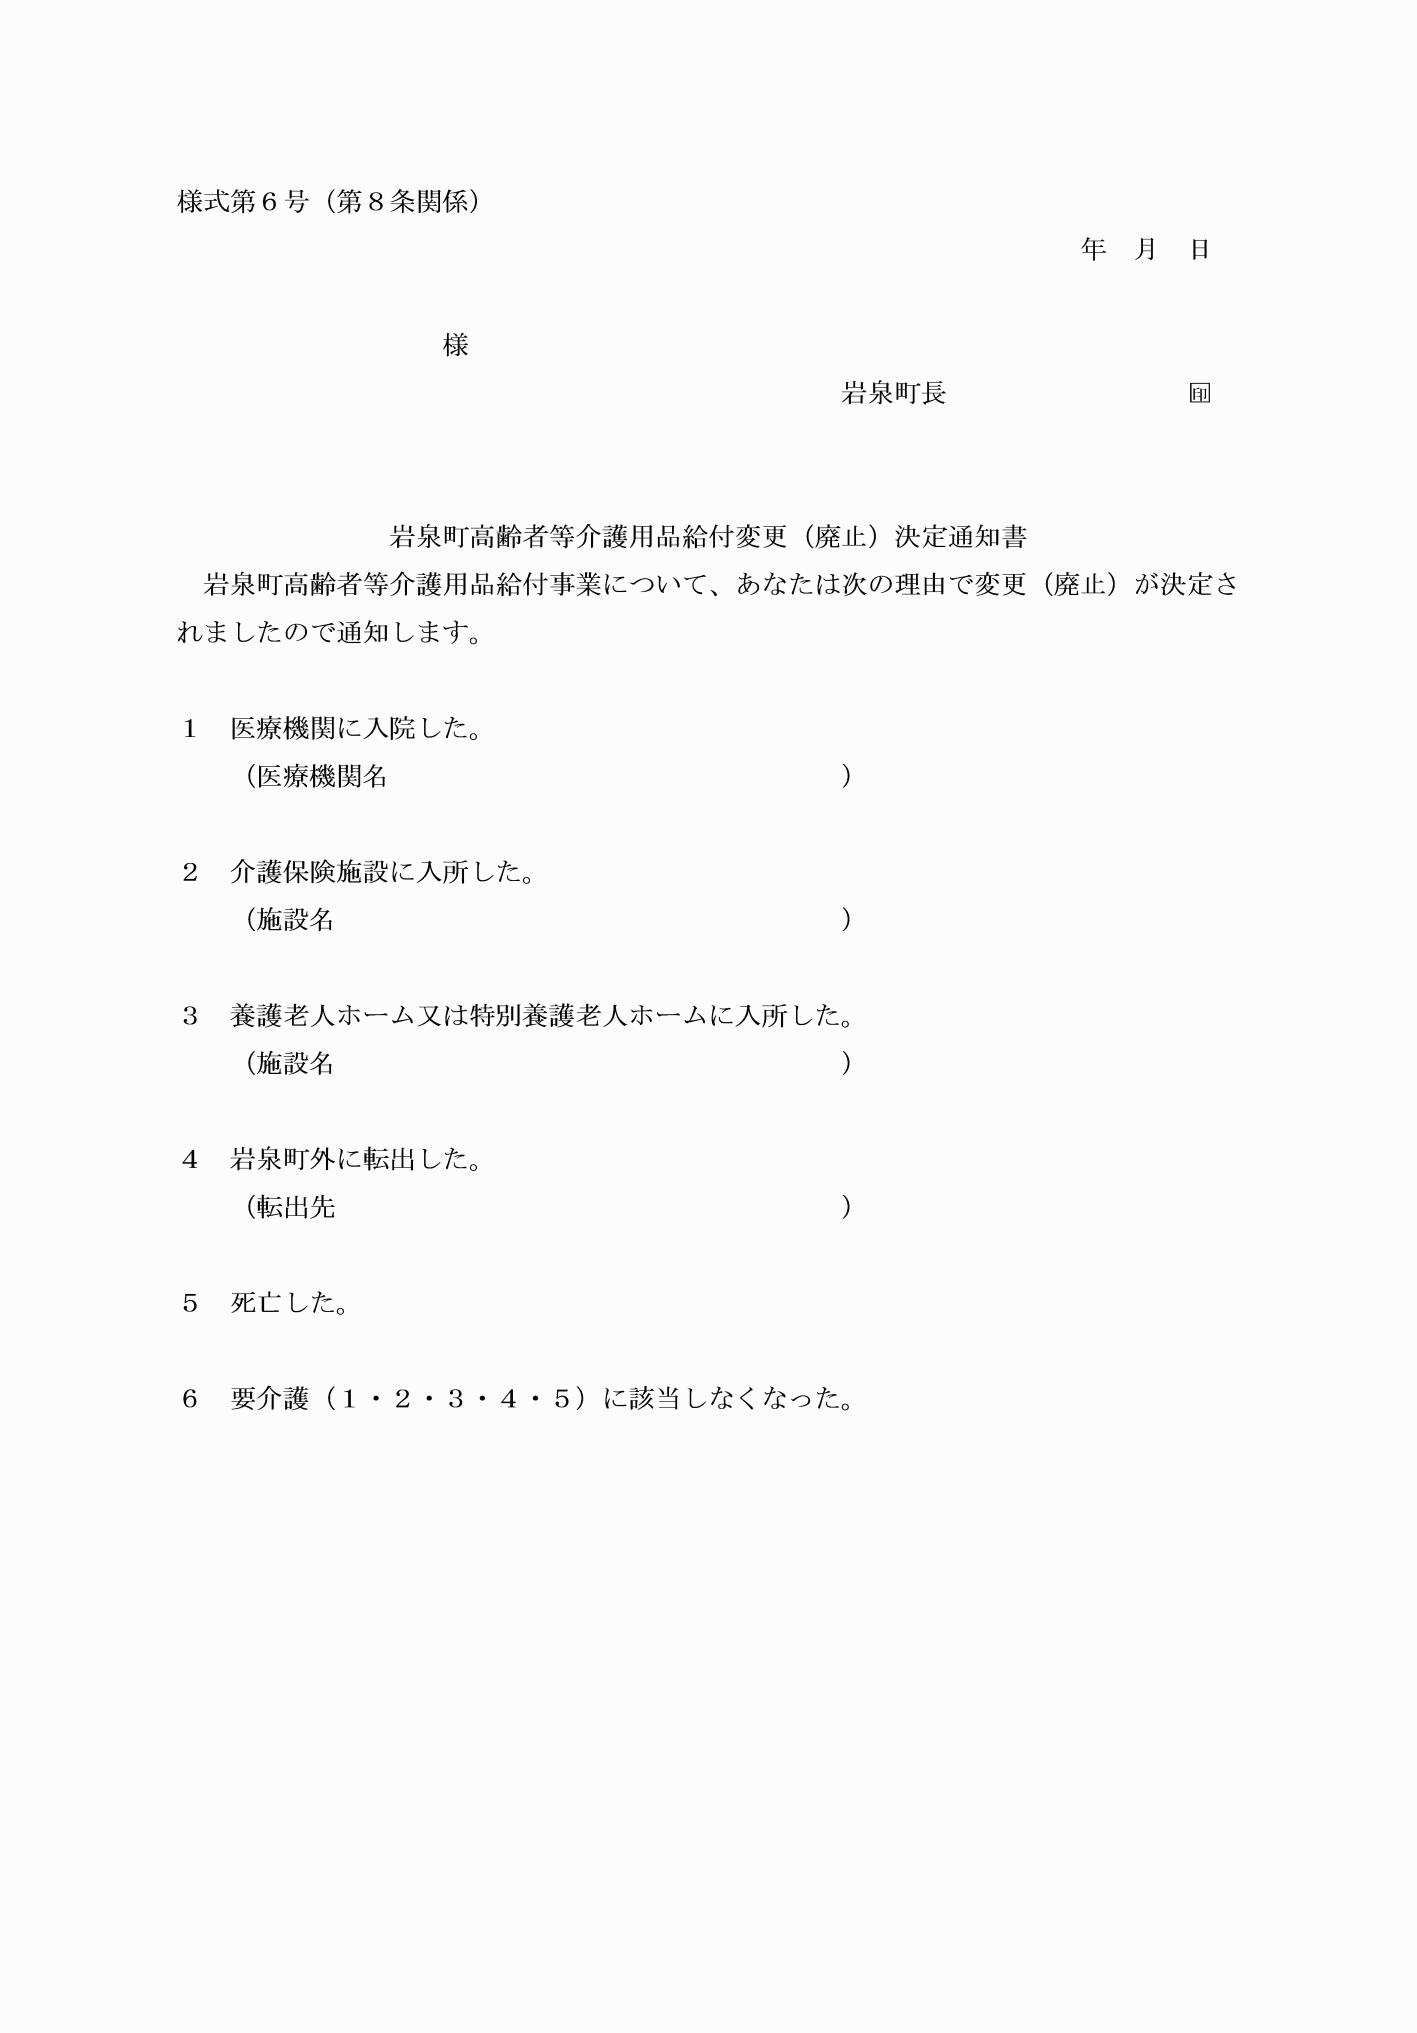 様式第６号（第８条関係）
年　月　日
様
岩泉町長　　　　　　　　　㊞
岩泉町高齢者等介護用品給付変更（廃止）決定通知書
岩泉町高齢者等介護用品給付事業について、あなたは次の理由で変更（廃止）が決定さ
れましたので通知します。
１　医療機関に入院した。
（医療機関名　　　　　　　　　　　　　　　　　）
２　介護保険施設に入所した。
（施設名　　　　　　　　　　　　　　　　　　　）
３　養護老人ホーム又は特別養護老人ホームに入所した。
（施設名　　　　　　　　　　　　　　　　　　　）
４　岩泉町外に転出した。
（転出先　　　　　　　　　　　　　　　　　　　）
５　死亡した。
６　要介護（１・２・３・４・５）に該当しなくなった。